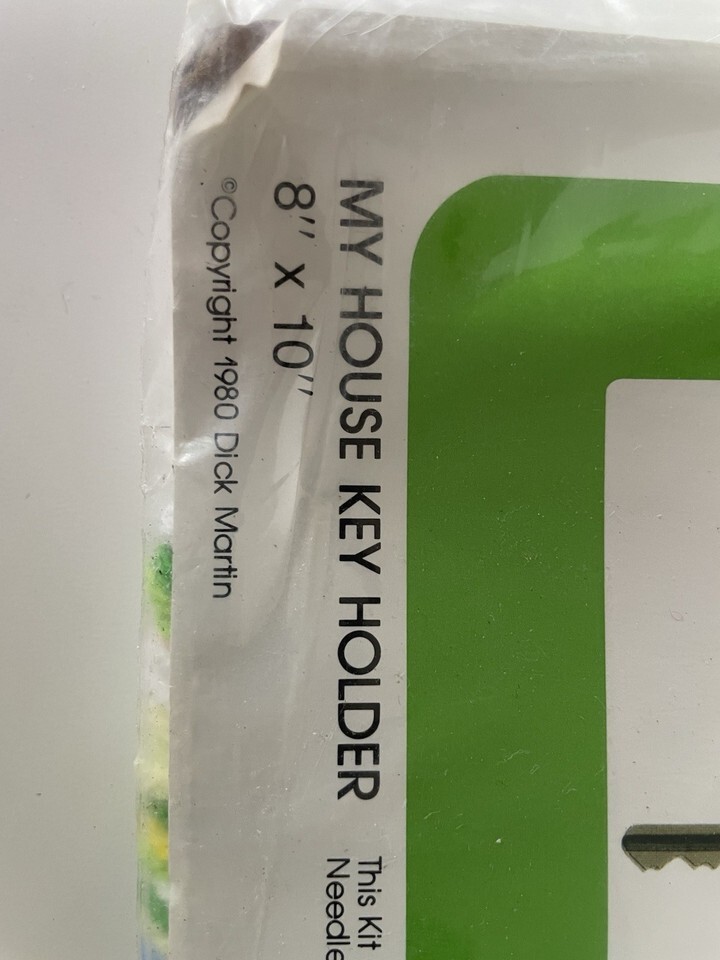 MY HOUSE KEY HOLDER
8" x 10"
©Copyright 1980 Dick Martin
This Kit
Needle